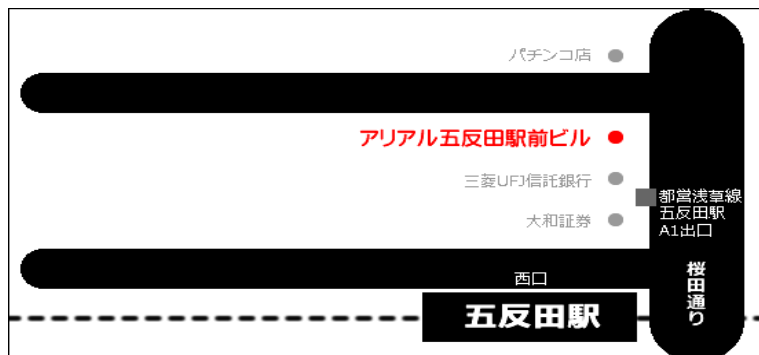 パチンコ店
アリアル五反田駅前ビル
三菱UFJ信託銀行
大和証券
都営浅草線
五反田駅
A1出口
桜田通り
西口
五反田駅